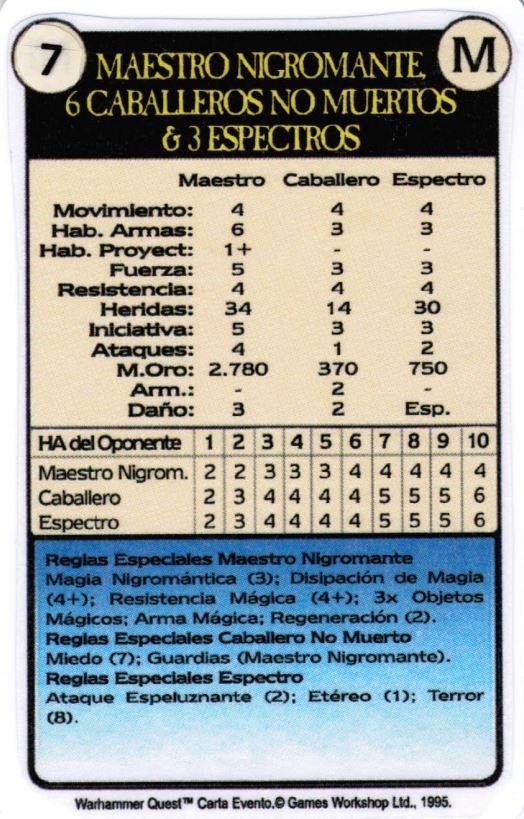 7
M
MAESTRO NIGROMANTE,
6 CABALLEROS NO MUERTOS
& 3 ESPECTROS
Maestro Caballero Espectro
Movimiento: 4 4 4
Hab. Armas: 6 3 3
Hab. Proyect: 1+ - -
Fuerza: 5 3 3
Resistencia: 4 4 4
Heridas: 34 14 30
Iniciativa: 5 3 3
Ataques: 4 1 2
M.Oro: 2.780 370 750
Arm.: - 2 -
Daño: 3 2 Esp.
HA del Oponente 1 2 3 4 5 6 7 8 9 10
Maestro Nigrom. 2 2 3 3 3 4 4 4 4 4
Caballero 2 3 4 4 4 4 5 5 5 6
Espectro 2 3 4 4 4 4 5 5 5 6
Reglas Especiales Maestro Nigromante
Magia Nigromántica (3); Disipación de Magia
(4+); Resistencia Mágica (4+); 3x Objetos
Mágicos; Arma Mágica; Regeneración (2).
Reglas Especiales Caballero No Muerto
Miedo (7); Guardias (Maestro Nigromante).
Reglas Especiales Espectro
Ataque Espeluznante (2); Etéreo (1); Terror
(8).
Warhammer Quest™ Carta Evento.© Games Workshop Ltd., 1995.